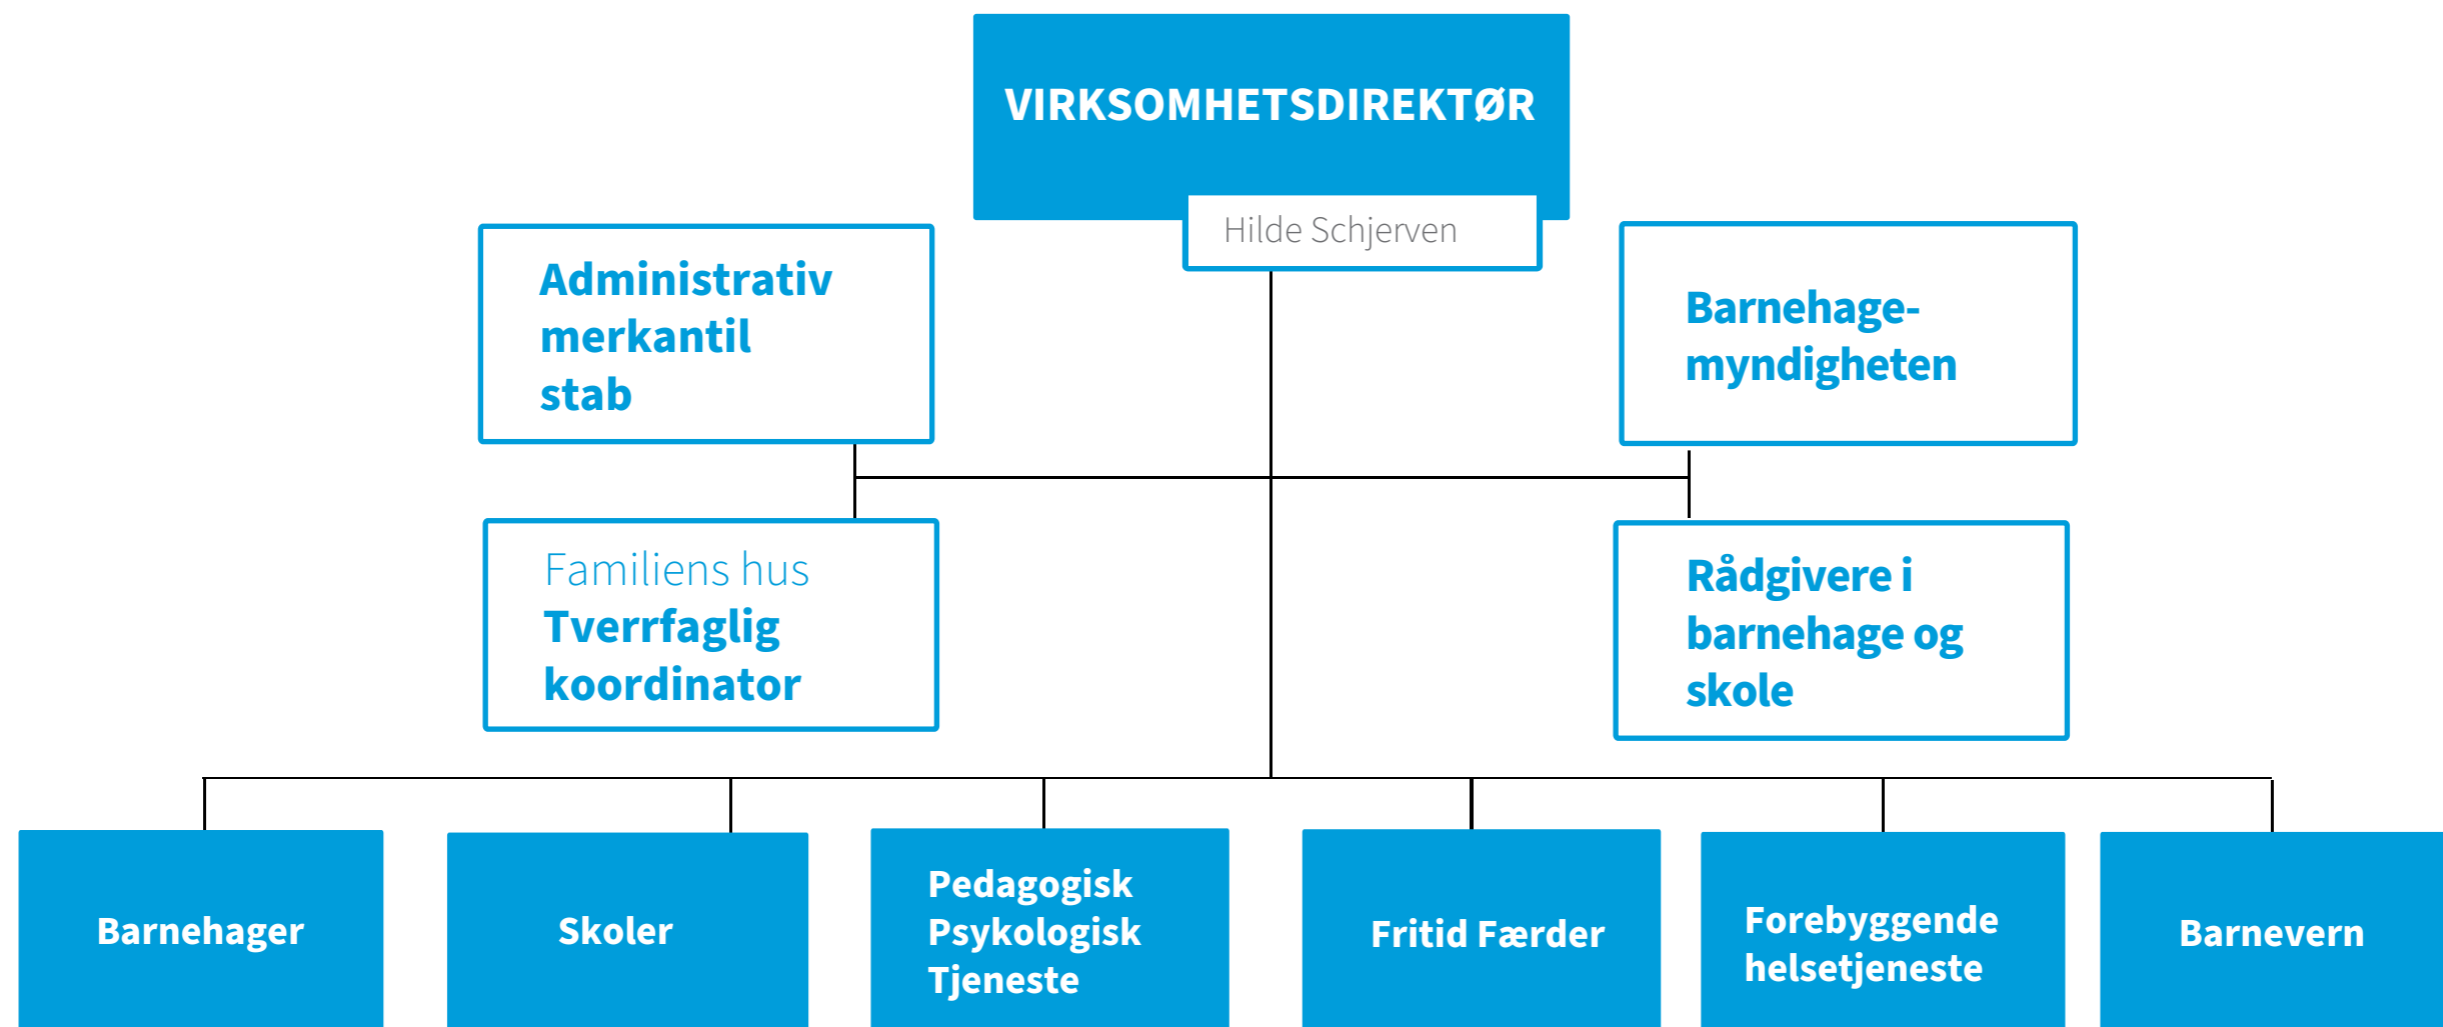 VIRKSOMHETSDIREKTØR
Hilde Schjerven
Administrativ
merkantil
stab
Barnehage-
myndigheten
Familiens hus
Tverrfaglig
koordinator
Rådgivere i
barnehage og
skole
Barnehager
Skoler
Pedagogisk
Psykologisk
Tjeneste
Fritid Færder
Forebyggende
helsetjeneste
Barnevern